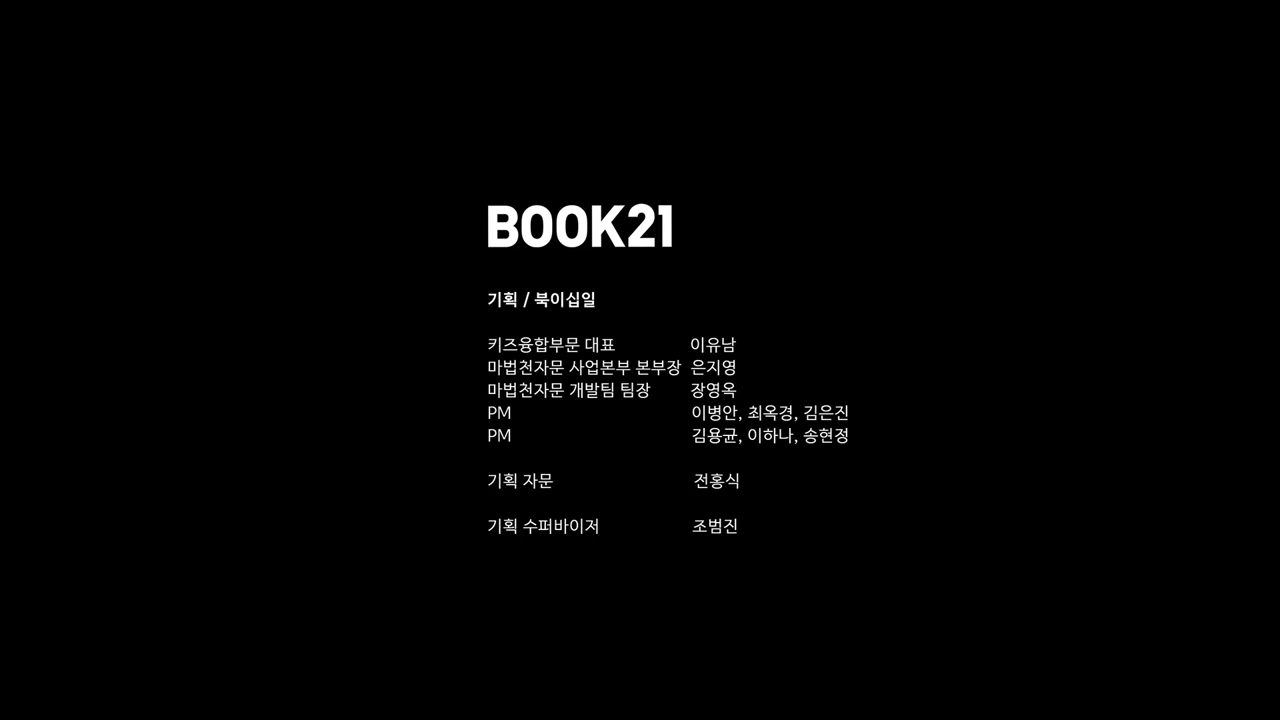 BOOK21
기획 / 북이십일
키즈융합부문 대표 이유남
마법천자문 사업본부 본부장 은지영
마법천자문 개발팀 팀장 장영옥
PM 이병안, 최옥경, 김은진
PM 김용균, 이하나, 송현정
기획 자문 전홍식
기획 수퍼바이저 조범진